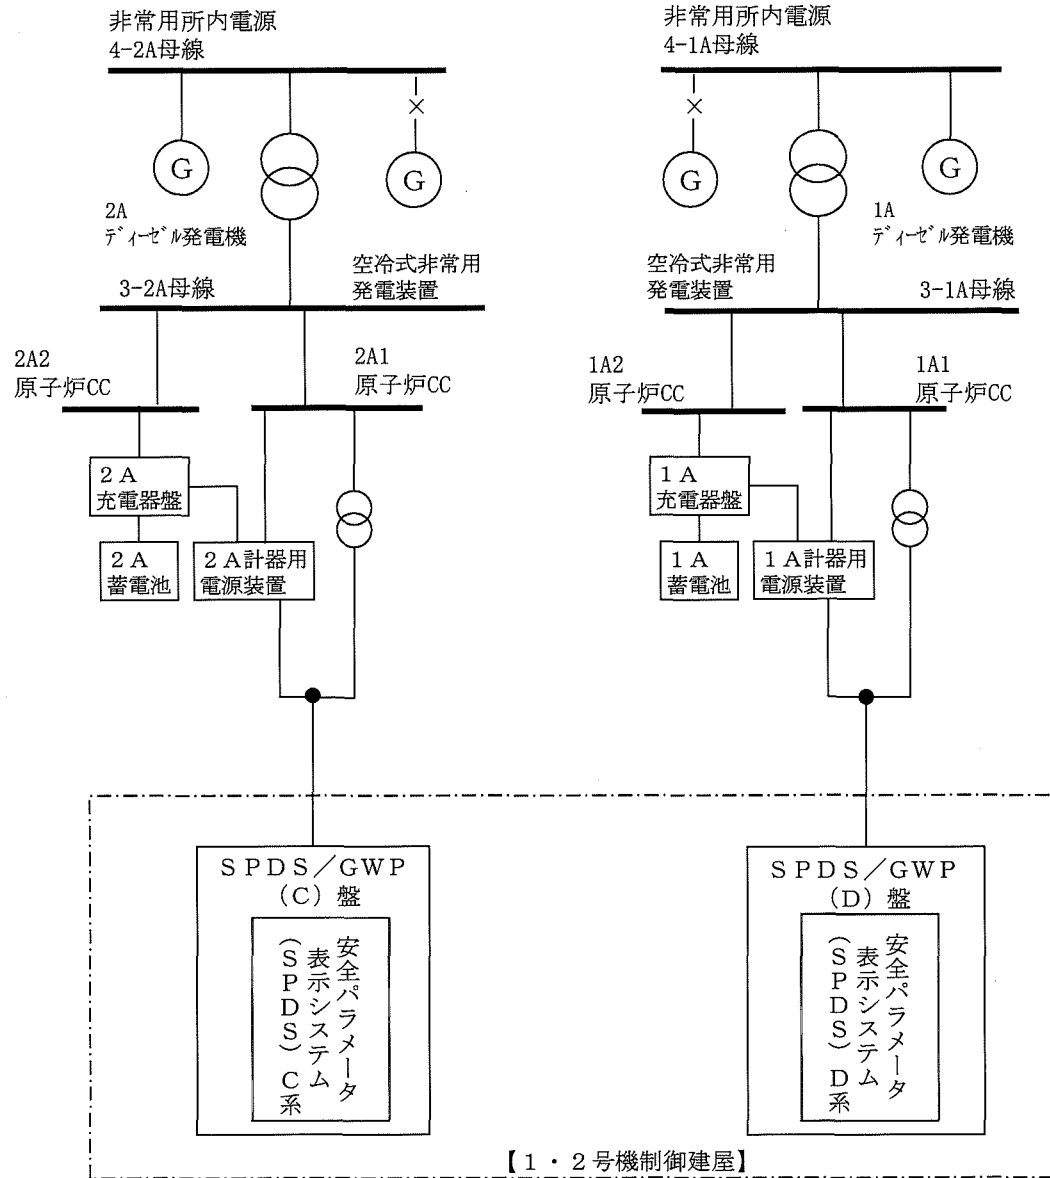 非常用所内電源
4-2A母線
G
×
G
2A
ディーゼル発電機
空冷式非常用
発電装置
3-2A母線
2A2
原子炉CC
2A1
原子炉CC
2A
充電器盤
2A
蓄電池
2A計器用
電源装置
SPDS/GWP
(C)盤
安全パラメータ
表示システム
(SPDS)C系
非常用所内電源
4-1A母線
×
G
G
1A
ディーゼル発電機
空冷式非常用
発電装置
3-1A母線
1A2
原子炉CC
1A1
原子炉CC
1A
充電器盤
1A
蓄電池
1A計器用
電源装置
SPDS/GWP
(D)盤
安全パラメータ
表示システム
(SPDS)D系
【1・2号機制御建屋】